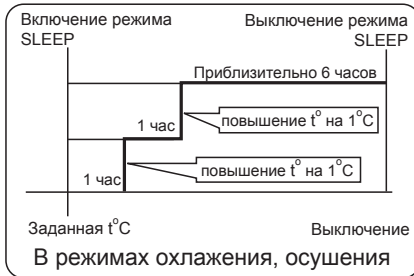 Включение режима
SLEEP
Выключение режима
SLEEP
Приблизительно 6 часов
1 час
повышение t° на 1°C
1 час
повышение t° на 1°C
Заданная t°C
Выключение
В режимах охлажения, осушения